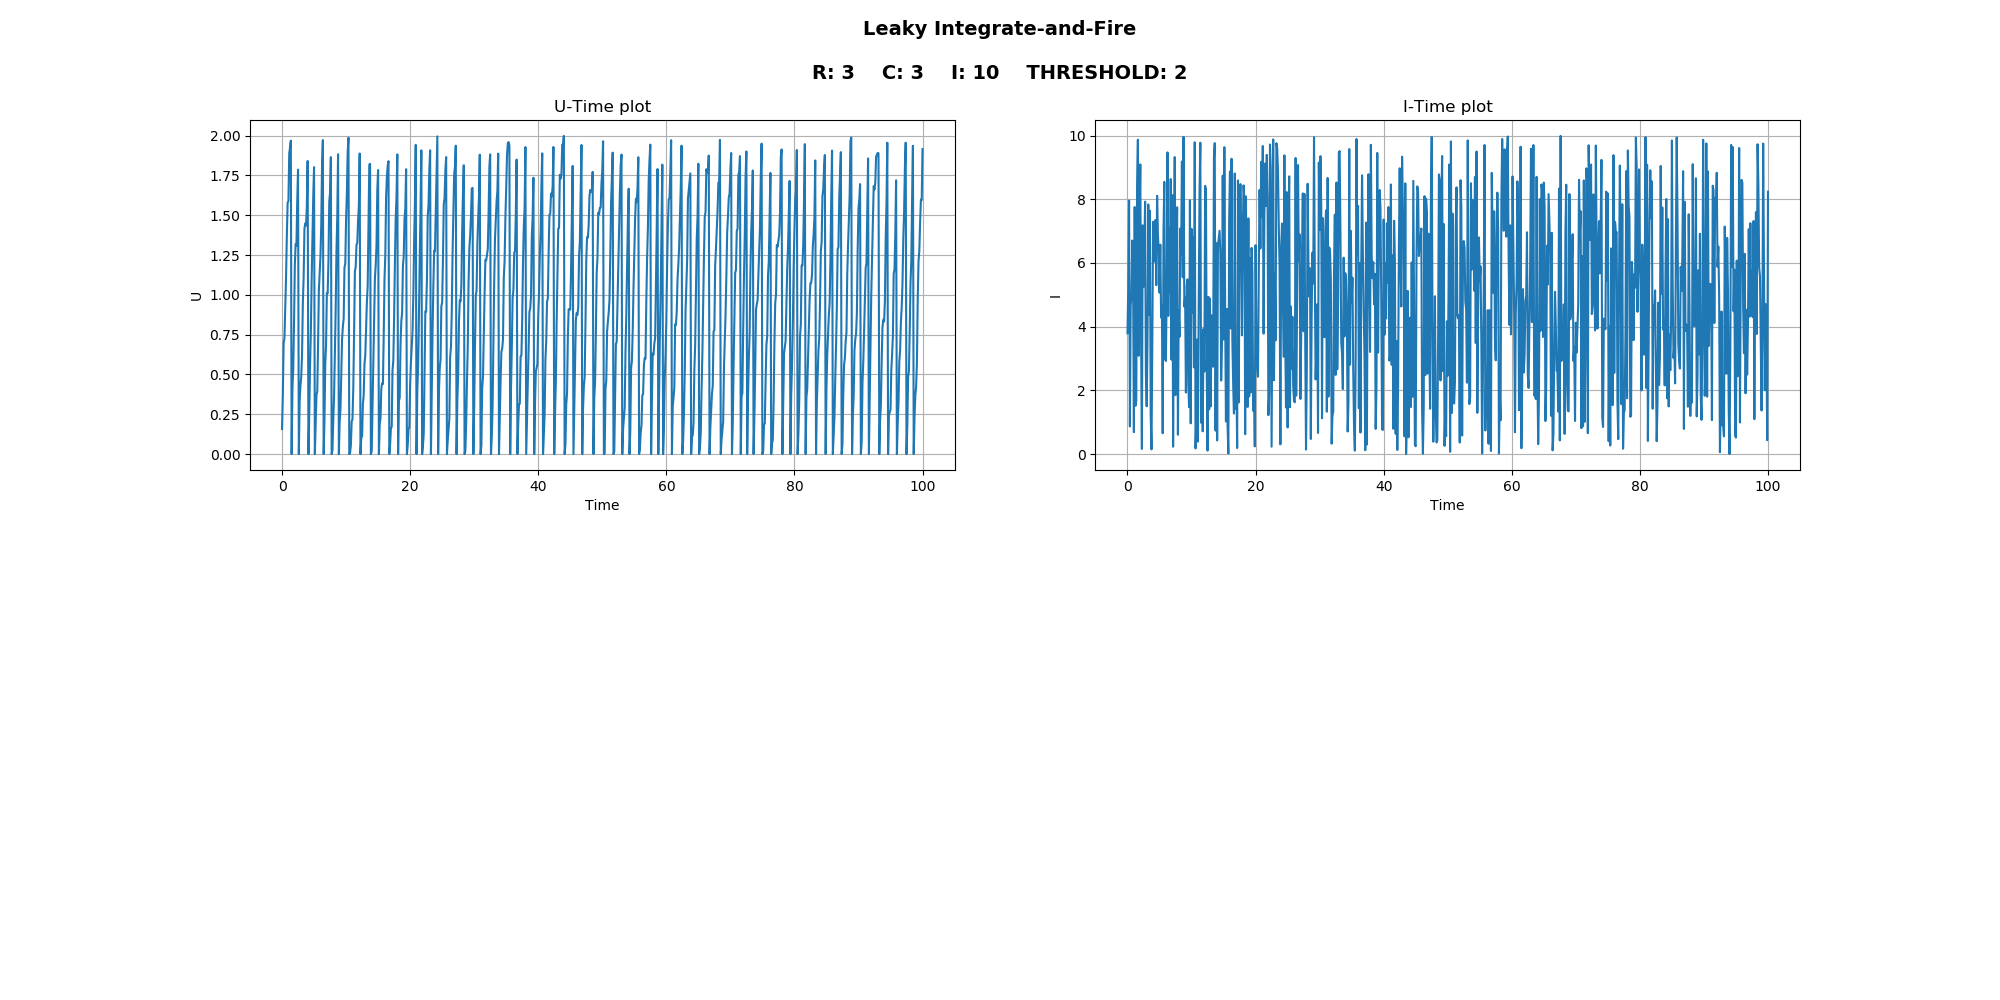 Leaky Integrate-and-Fire
R: 3    C: 3    I: 10    THRESHOLD: 2
U-Time plot
2.00
1.75
1.50
1.25
1.00
0.75
0.50
0.25
0.00
U
0 20 40 60 80 100
Time
I-Time plot
10
8
6
4
2
0
I
0 20 40 60 80 100
Time